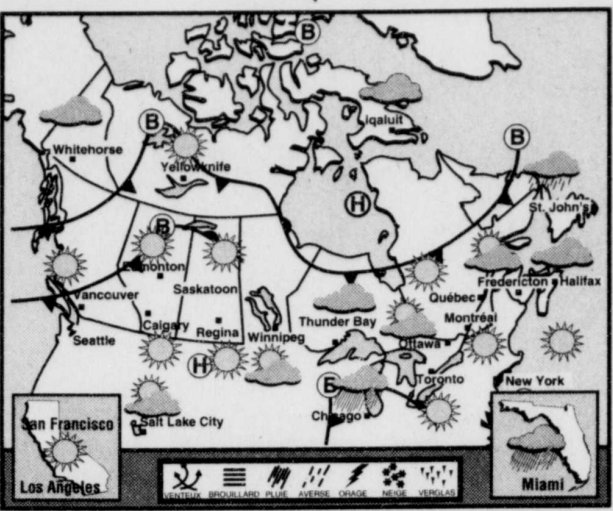 B
iqaluit
B
B
Whitehorse
Yellowknife
H
St. John's
B
Edmonton
Saskatoon
Québec
Fredericton
Halifax
Vancouver
Calgary
Regina
Winnipeg
Thunder Bay
Montréal
Seattle
Ottawa
H
Toronto
New York
Chicago
Salt Lake City
San Francisco
Los Angeles
Miami
VENTEUX BROUILLARD PLUIE AVERSE ORAGE NEIGE VERGLAS